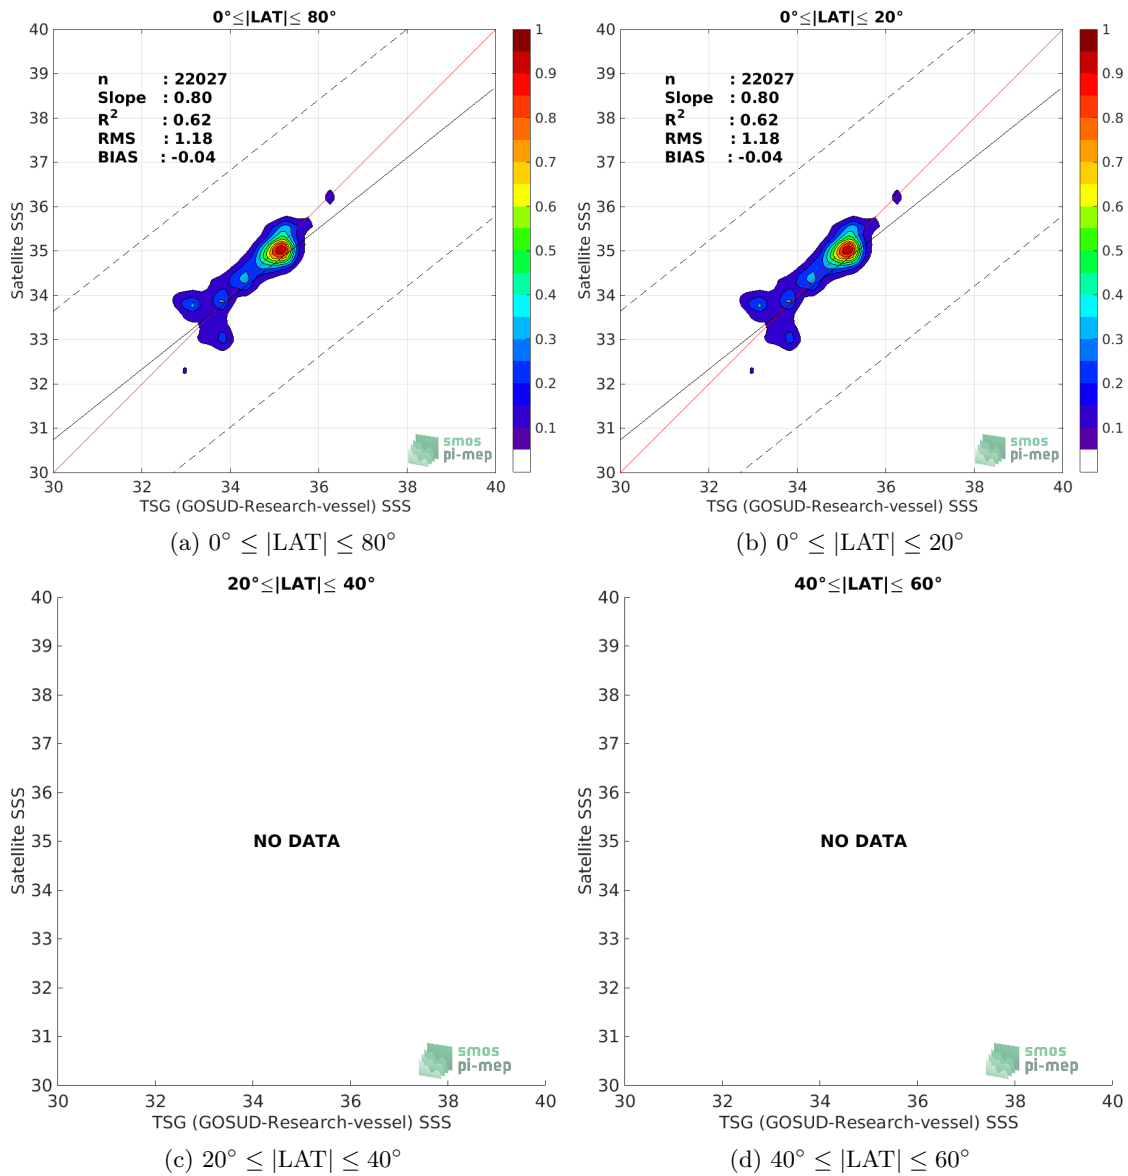 0°≤|LAT|≤ 80°
40
39
38
37
36
35
34
33
32
31
30
Satellite SSS
n : 22027
Slope : 0.80
R2 : 0.62
RMS : 1.18
BIAS : -0.04
smos
pi-mep
30 32 34 36 38 40
TSG (GOSUD-Research-vessel) SSS
1
0.9
0.8
0.7
0.6
0.5
0.4
0.3
0.2
0.1
(a) 0° ≤ |LAT| ≤ 80°
0°≤|LAT|≤ 20°
40
39
38
37
36
35
34
33
32
31
30
Satellite SSS
n : 22027
Slope : 0.80
R2 : 0.62
RMS : 1.18
BIAS : -0.04
smos
pi-mep
30 32 34 36 38 40
TSG (GOSUD-Research-vessel) SSS
1
0.9
0.8
0.7
0.6
0.5
0.4
0.3
0.2
0.1
(b) 0° ≤ |LAT| ≤ 20°
20°≤|LAT|≤ 40°
40
39
38
37
36
35
34
33
32
31
30
Satellite SSS
NO DATA
smos
pi-mep
30 32 34 36 38 40
TSG (GOSUD-Research-vessel) SSS
(c) 20° ≤ |LAT| ≤ 40°
40°≤|LAT|≤ 60°
40
39
38
37
36
35
34
33
32
31
30
Satellite SSS
NO DATA
smos
pi-mep
30 32 34 36 38 40
TSG (GOSUD-Research-vessel) SSS
(d) 40° ≤ |LAT| ≤ 60°